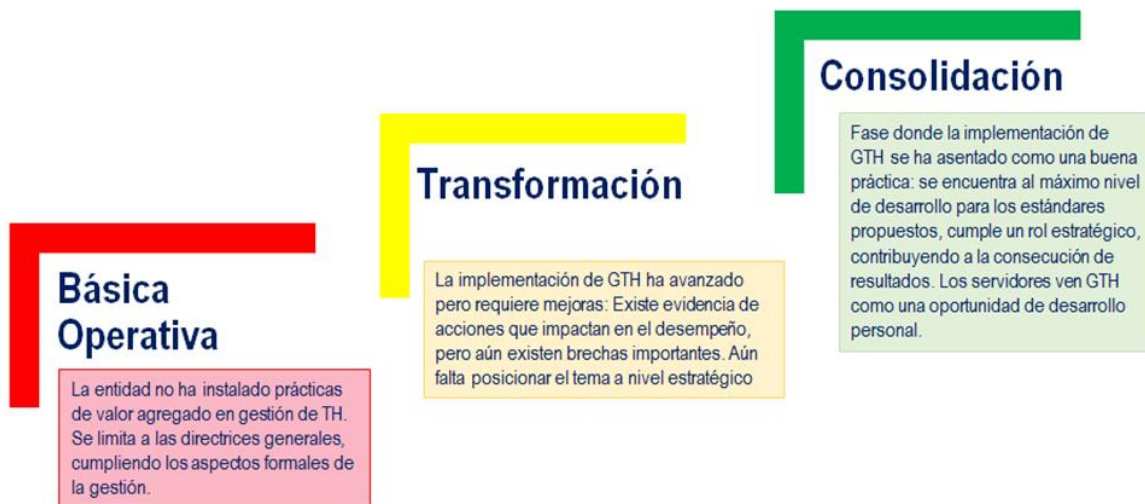 Básica
Operativa
La entidad no ha instalado prácticas
de valor agregado en gestión de TH.
Se limita a las directrices generales,
cumpliendo los aspectos formales de
la gestión.
Transformación
La implementación de GTH ha avanzado
pero requiere mejoras: Existe evidencia de
acciones que impactan en el desempeño,
pero aún existen brechas importantes. Aún
falta posicionar el tema a nivel estratégico
Consolidación
Fase donde la implementación de
GTH se ha asentado como una buena
práctica: se encuentra al máximo nivel
de desarrollo para los estándares
propuestos, cumple un rol estratégico,
contribuyendo a la consecución de
resultados. Los servidores ven GTH
como una oportunidad de desarrollo
personal.